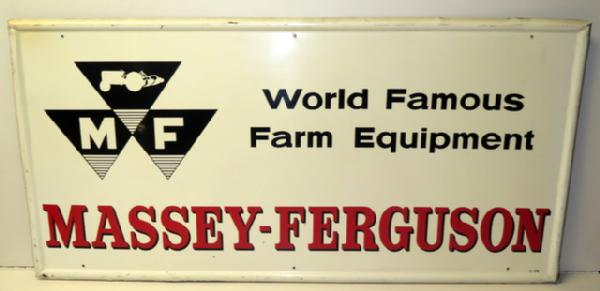 M F
World Famous
Farm Equipment
MASSEY-FERGUSON